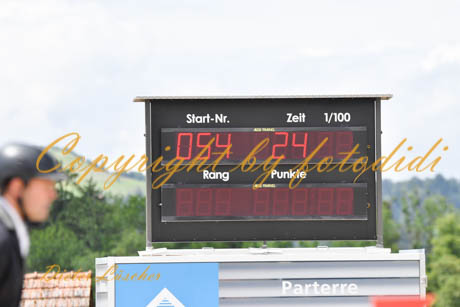 Start-Nr. Zeit 1/100
054 24
Copyright by fotodidi
Rang Punkte
Parterre